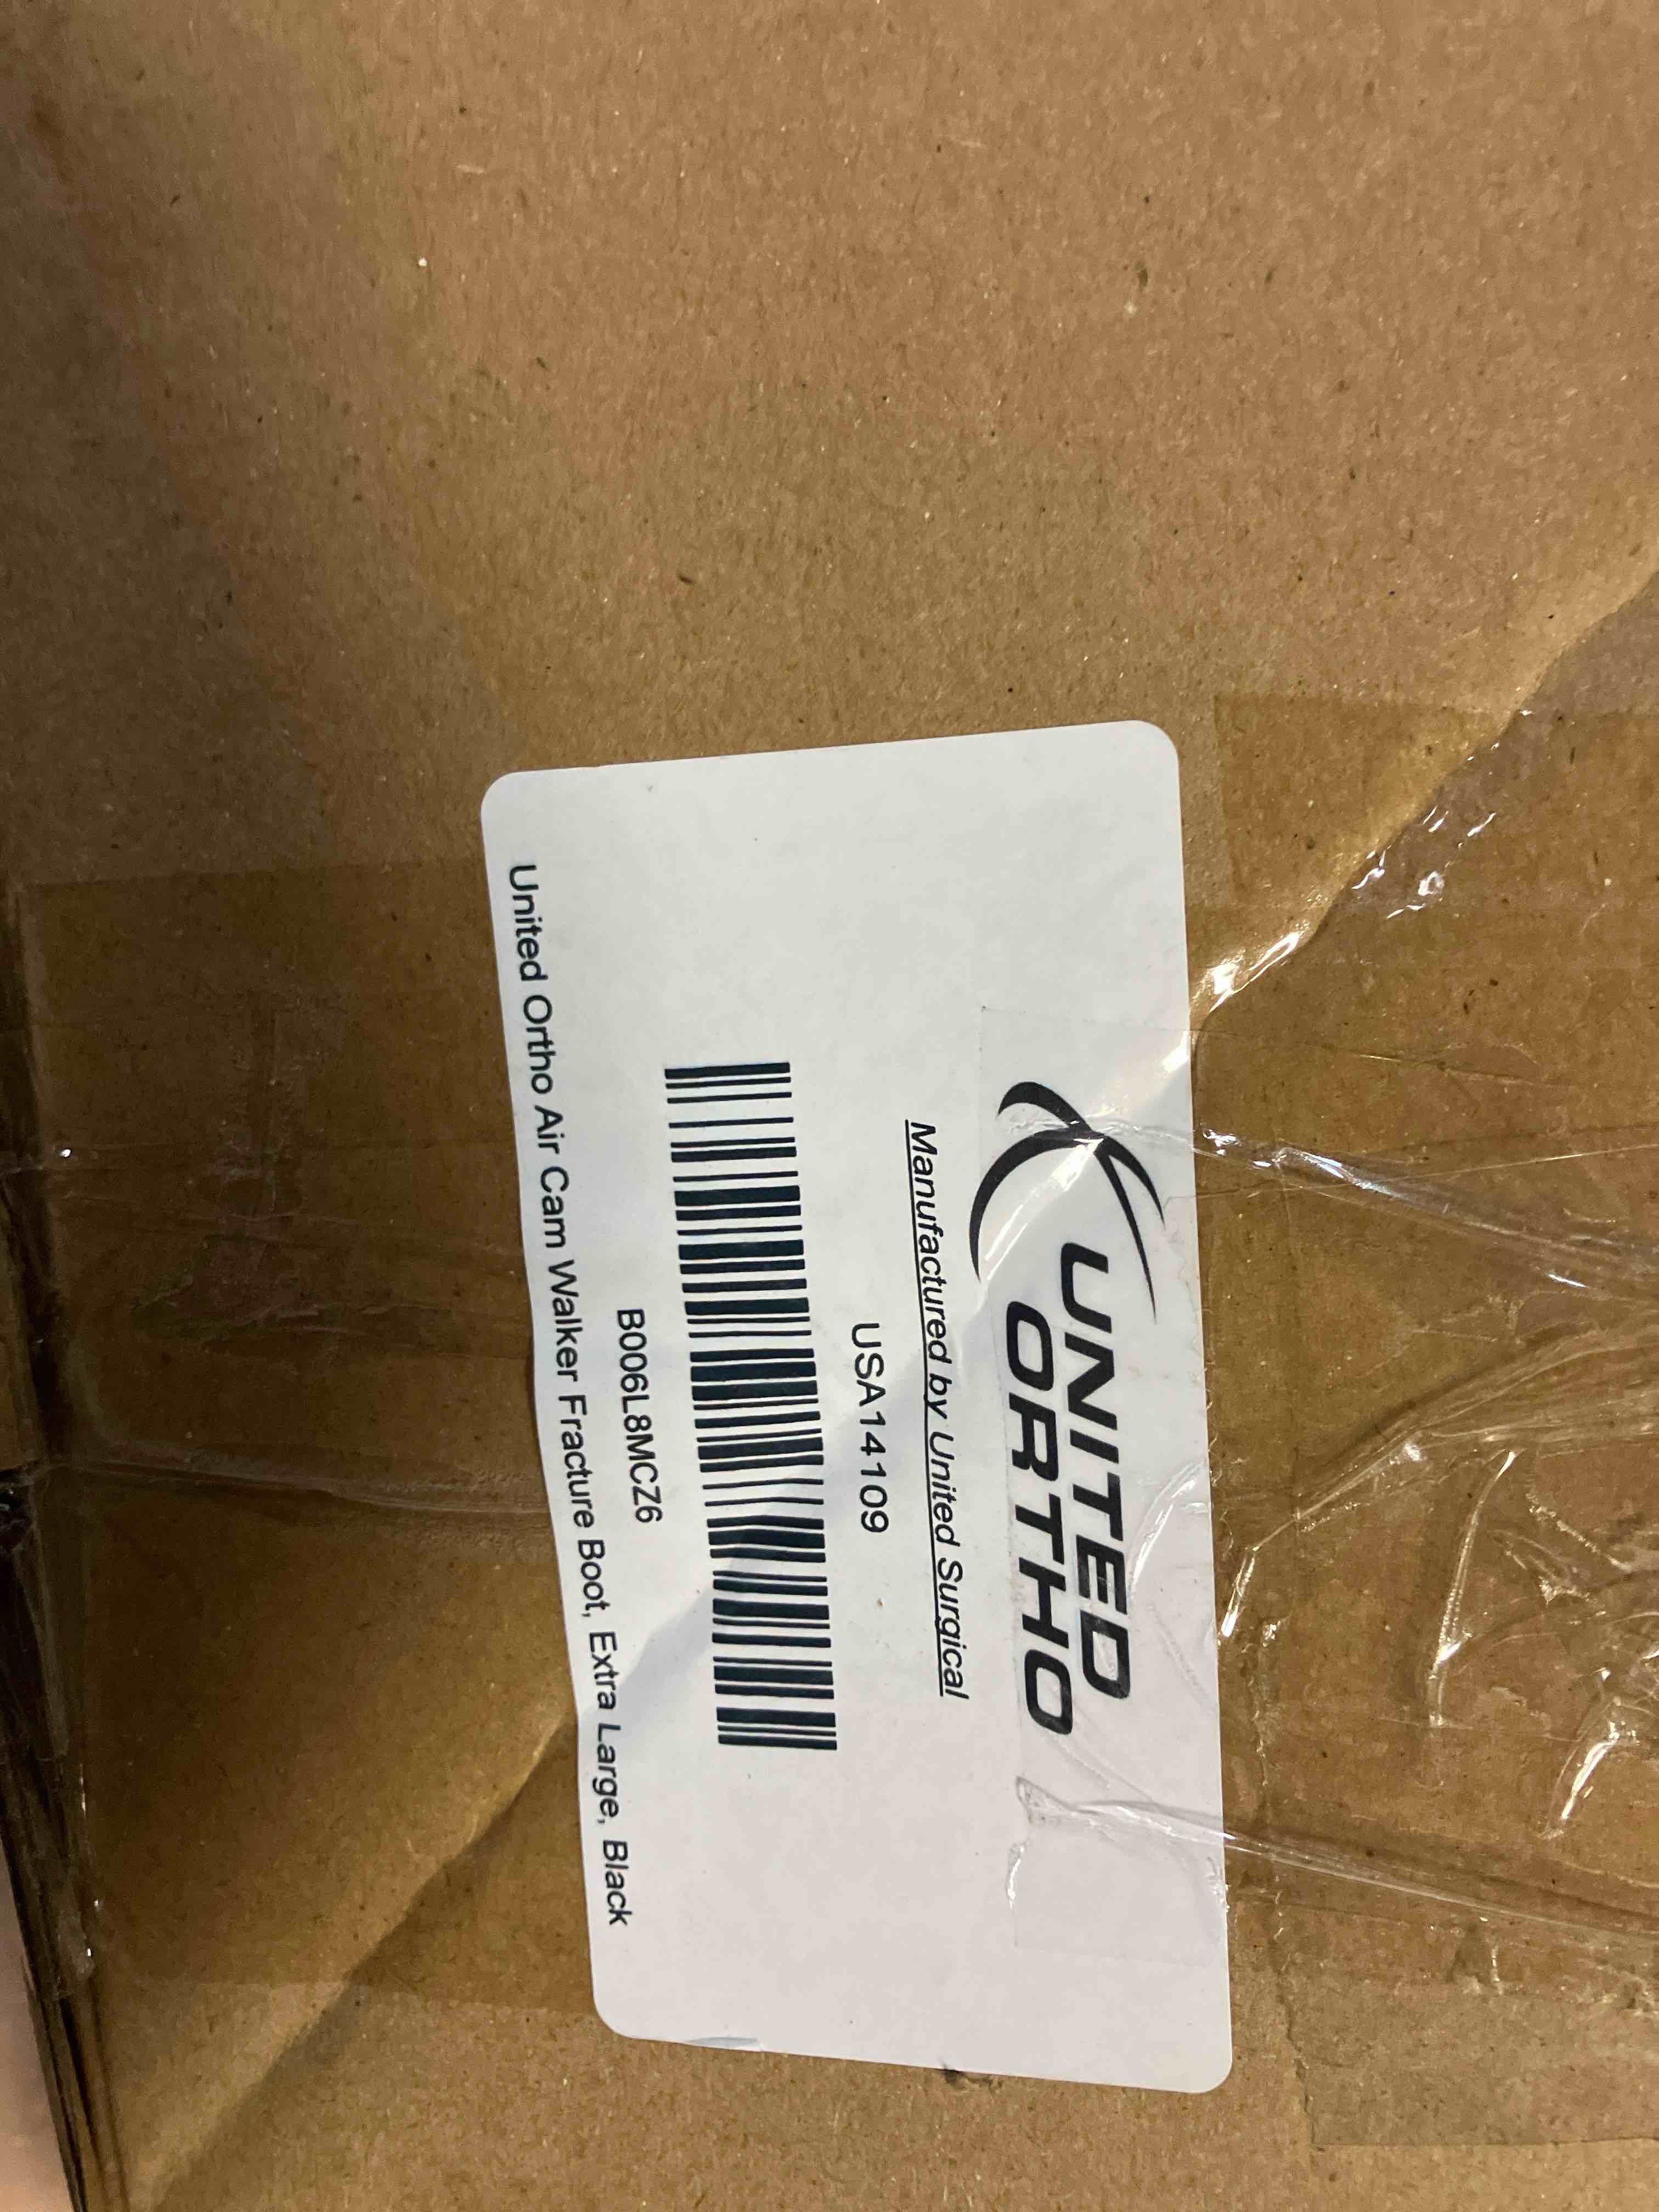 UNITED
ORTHO
Manufactured by United Surgical
USA14109
B006L8MCZ6
United Ortho Air Cam Walker Fracture Boot, Extra Large, Black